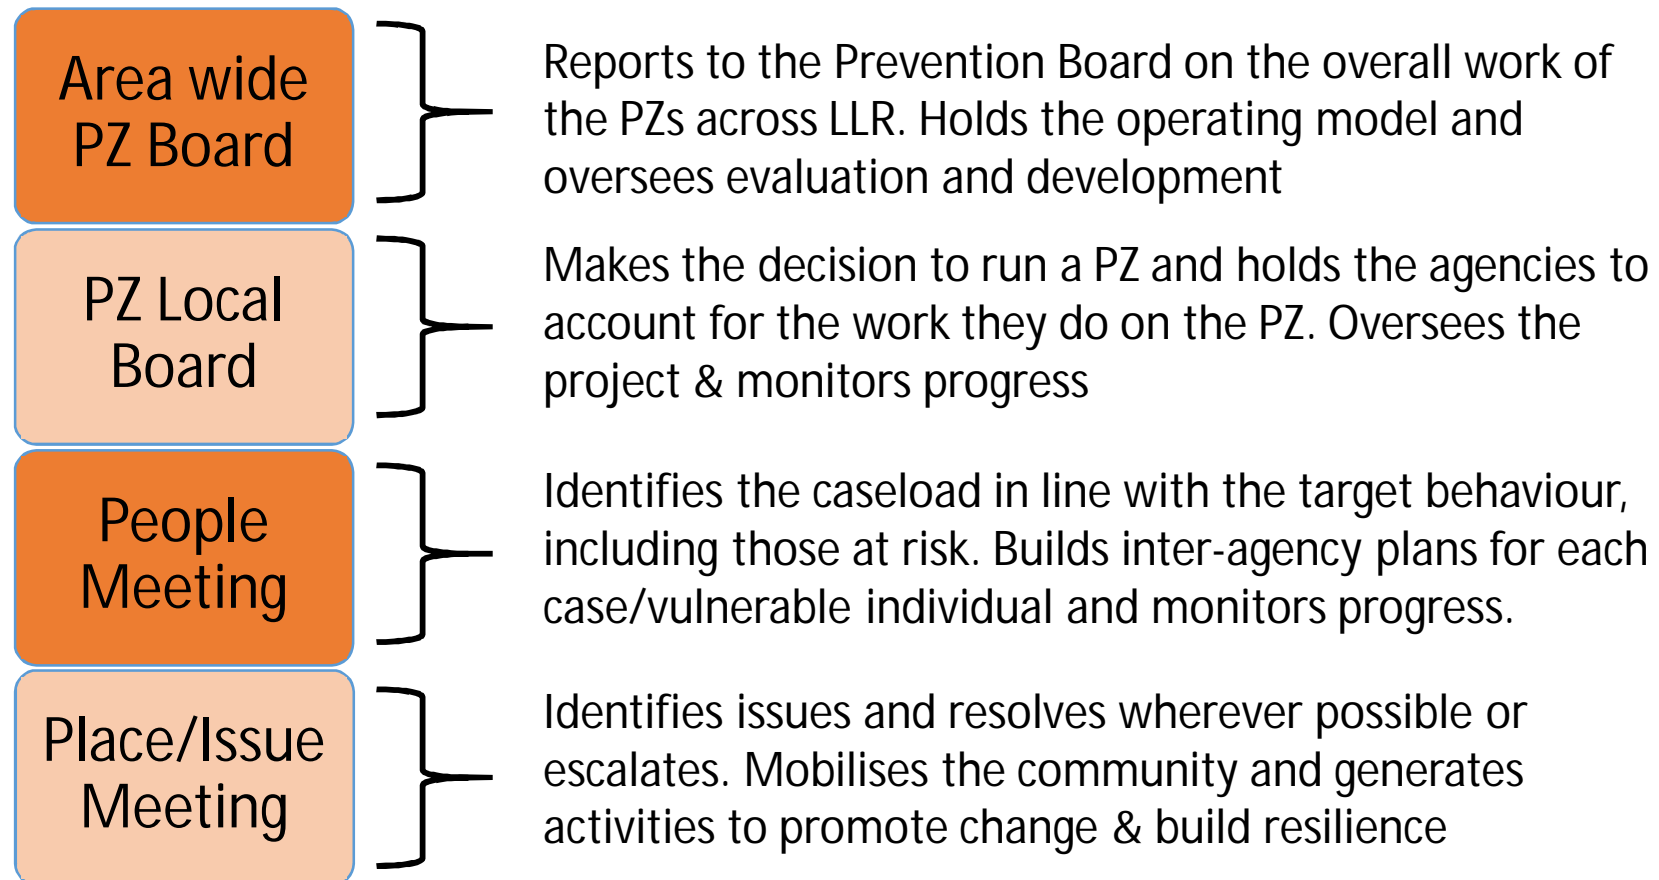 Area wide
PZ Board
Reports to the Prevention Board on the overall work of
the PZs across LLR. Holds the operating model and
oversees evaluation and development
PZ Local
Board
Makes the decision to run a PZ and holds the agencies to
account for the work they do on the PZ. Oversees the
project & monitors progress
People
Meeting
Identifies the caseload in line with the target behaviour,
including those at risk. Builds inter-agency plans for each
case/vulnerable individual and monitors progress.
Place/Issue
Meeting
Identifies issues and resolves wherever possible or
escalates. Mobilises the community and generates
activities to promote change & build resilience